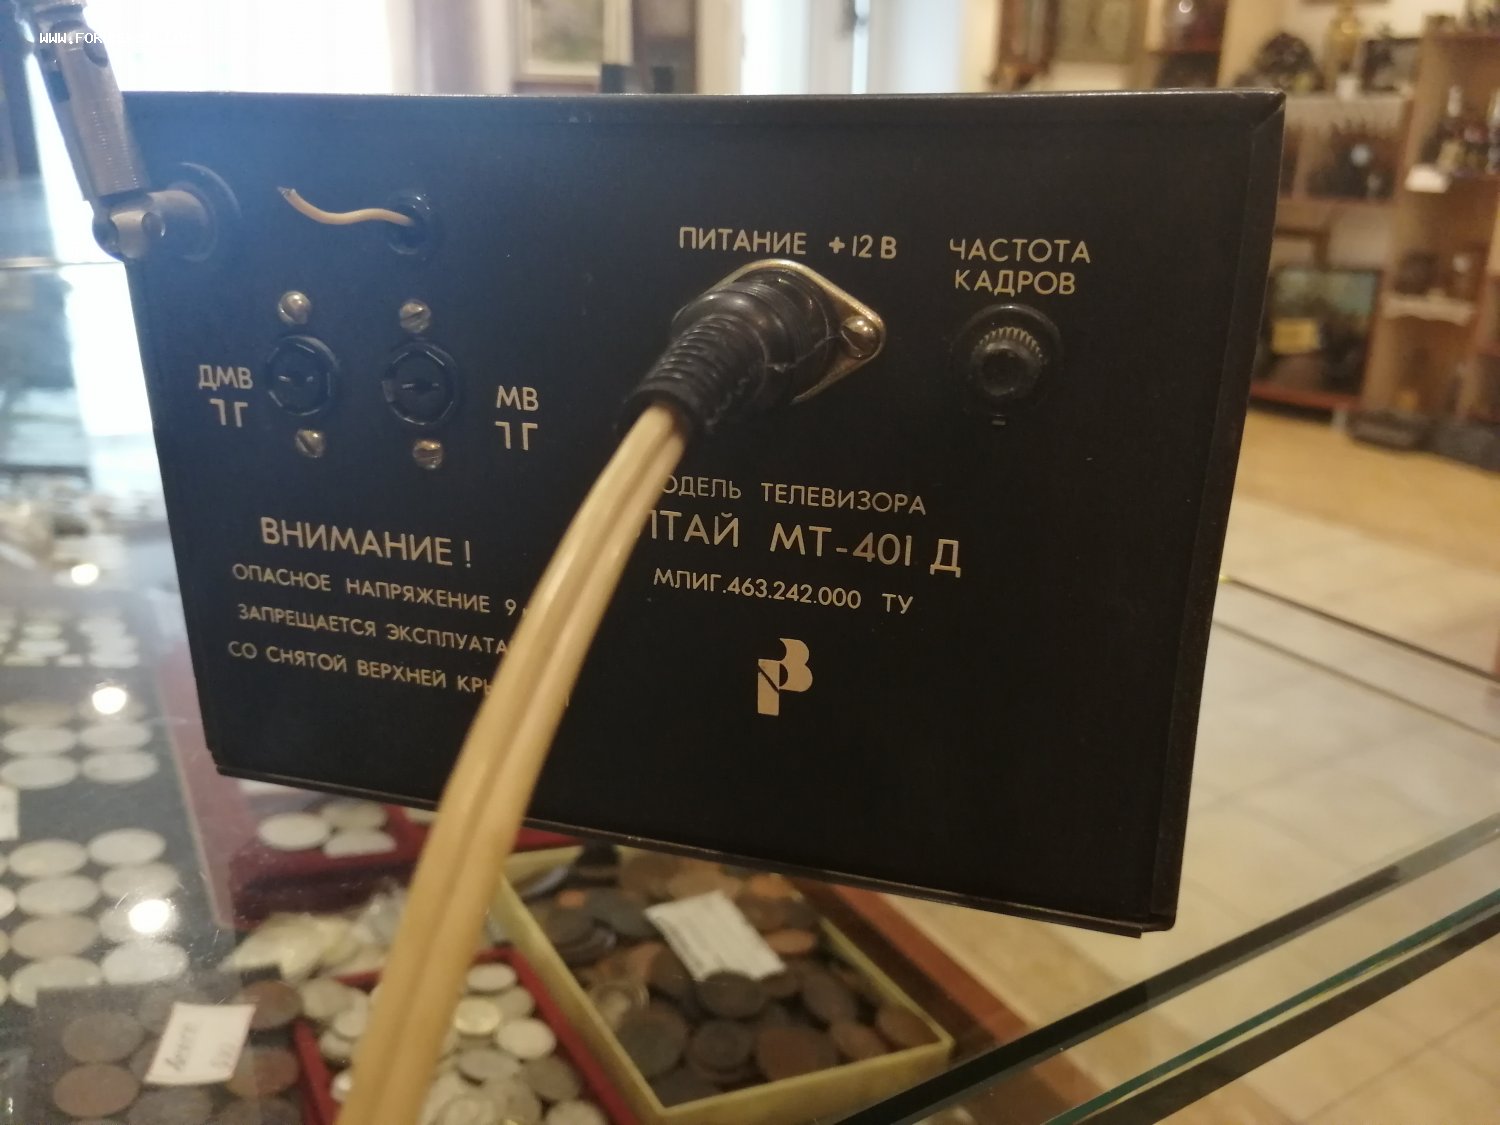 ПИТАНИЕ +12 В
ЧАСТОТА
КАДРОВ
ДМВ
МВ
ТЕЛЕВИЗОРА
МТ-401 Д
МЛИГ.463.242.000 ТУ
ВНИМАНИЕ!
ОПАСНОЕ НАПРЯЖЕНИЕ 9
ЗАПРЕЩАЕТСЯ
СО СНЯТОЙ ВЕРХНЕЙ